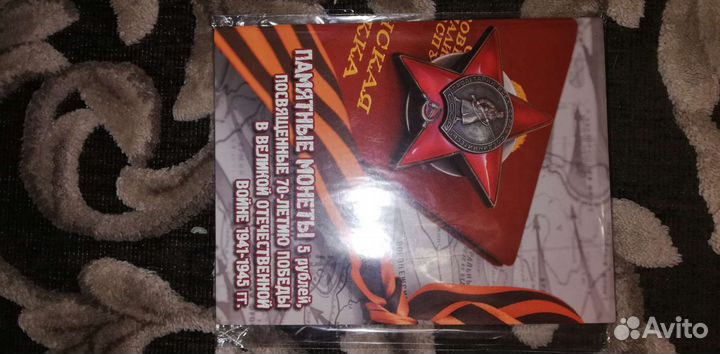 ПАМЯТНЫЕ МОНЕТЫ 5 рублей,
ПОСВЯЩЕННЫЕ 70-ЛЕТИЮ ПОБЕДЫ
В ВЕЛИКОЙ ОТЕЧЕСТВЕННОЙ
ВОЙНЕ 1941-1945 ГГ.
Avito